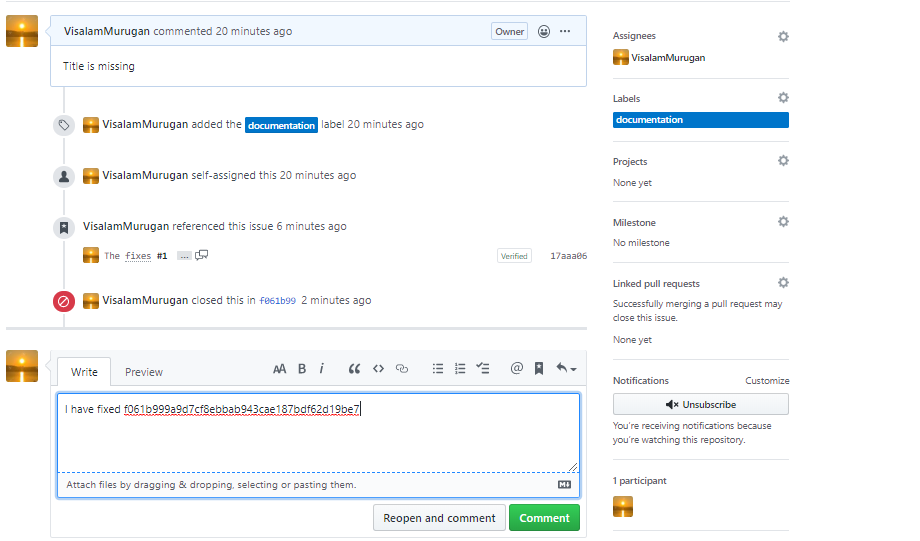 VisalamMurugan commented 20 minutes ago
Owner
Title is missing
VisalamMurugan added the documentation label 20 minutes ago
VisalamMurugan self-assigned this 20 minutes ago
VisalamMurugan referenced this issue 6 minutes ago
The fixes #1 ...
Verified
17aaa06
VisalamMurugan closed this in f061b99 2 minutes ago
Write
Preview
AA B i
I have fixed f061b999a9d7cf8ebbab943cae187bdf62d19be7
Attach files by dragging & dropping, selecting or pasting them.
Reopen and comment
Comment
Assignees
VisalamMurugan
Labels
documentation
Projects
None yet
Milestone
No milestone
Linked pull requests
Successfully merging a pull request may
close this issue.
None yet
Notifications
Customize
Unsubscribe
You're receiving notifications because
you're watching this repository.
1 participant